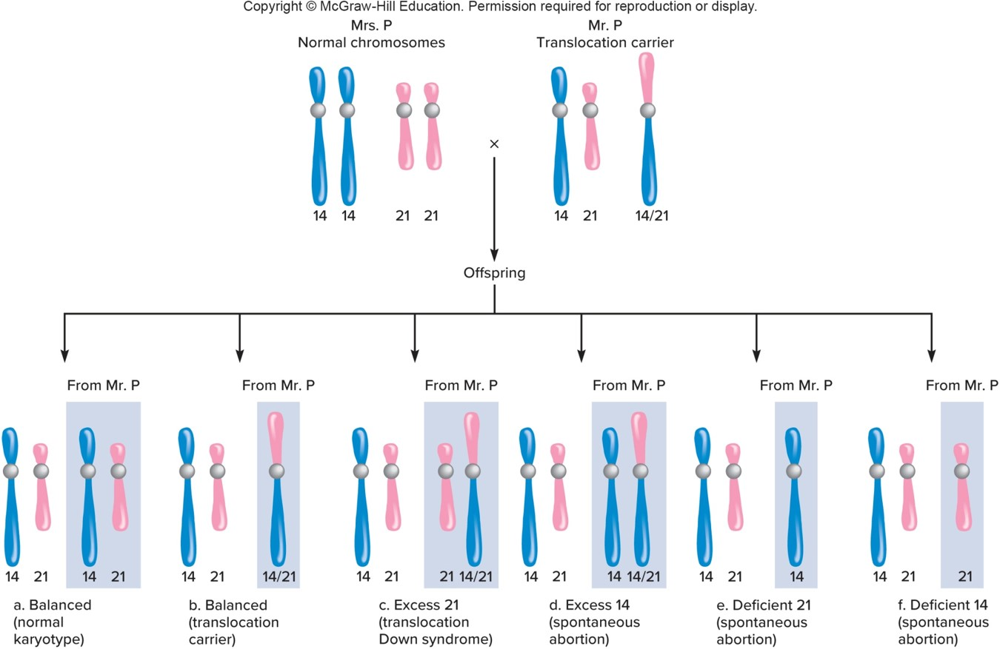 Copyright © McGraw-Hill Education. Permission required for reproduction or display.
Mrs. P
Normal chromosomes
Mr. P
Translocation carrier
14 14 21 21
×
14 21 14/21
Offspring
From Mr. P
From Mr. P
From Mr. P
From Mr. P
From Mr. P
From Mr. P
14 21 14 21
14 21 14/21
14 21 21 14/21
14 21 14 14/21
14 21 14
14 21 21
a. Balanced
(normal
karyotype)
b. Balanced
(translocation
carrier)
c. Excess 21
(translocation
Down syndrome)
d. Excess 14
(spontaneous
abortion)
e. Deficient 21
(spontaneous
abortion)
f. Deficient 14
(spontaneous
abortion)